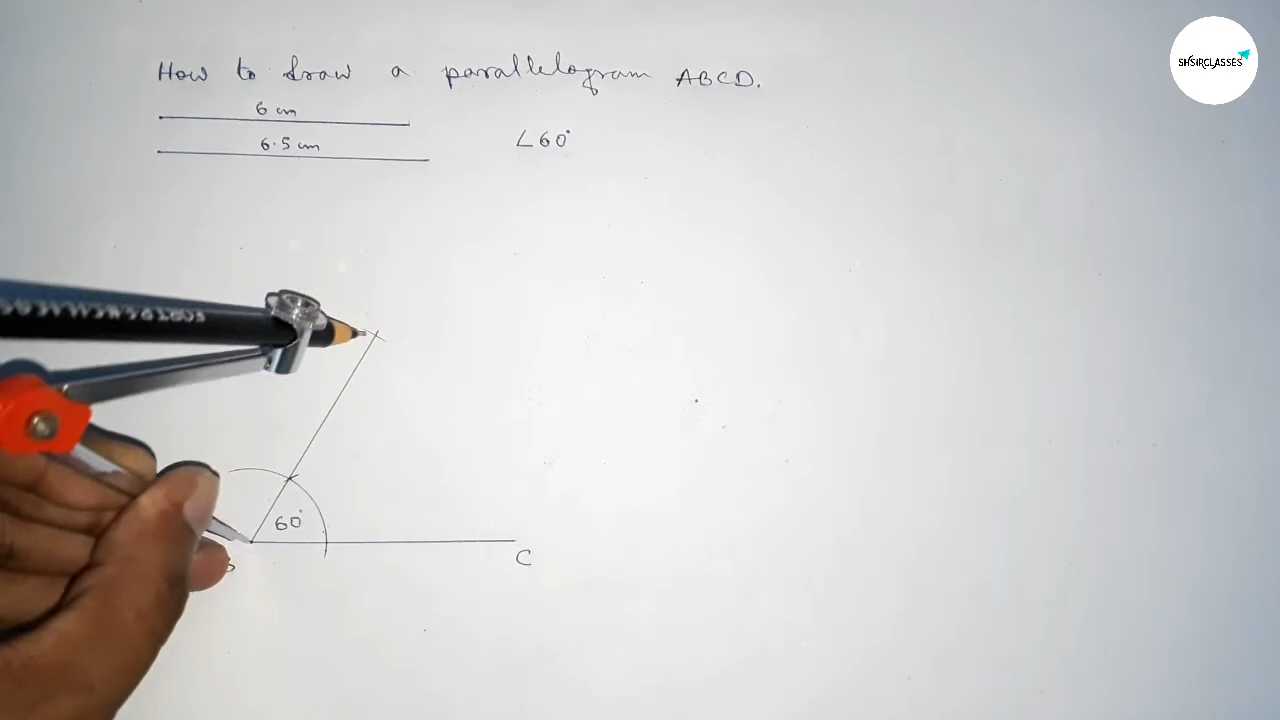 How to draw a parallelogram ABCD.
6 cm
6.5 cm
∠60°
60°
C
SHSIRCLASSES